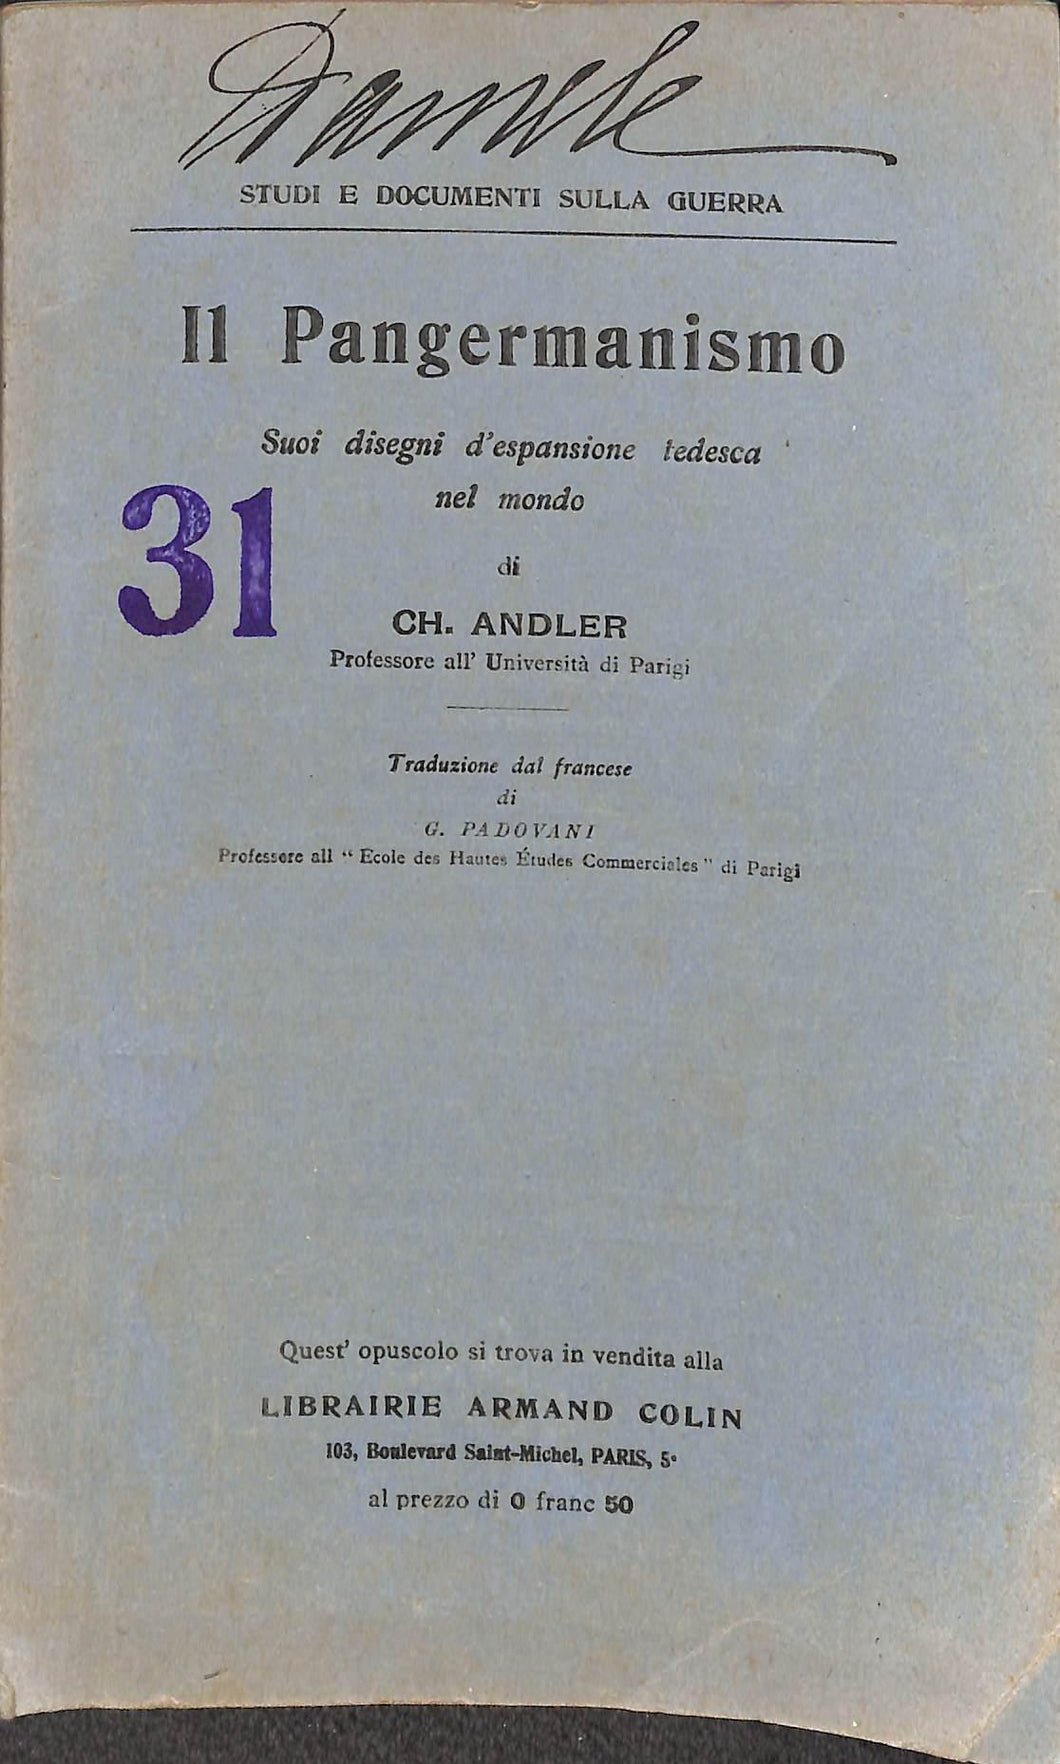 Daniele
STUDI E DOCUMENTI SULLA GUERRA
Il Pangermanismo
Suoi disegni d'espansione tedesca
nel mondo
31
di
CH. ANDLER
Professore all' Università di Parigi
Traduzione dal francese
di
G. PADOVANI
Professore all “ Ecole des Hautes Études Commerciales ” di Parigi
Quest' opuscolo si trova in vendita alla
LIBRAIRIE ARMAND COLIN
103, Boulevard Saint-Michel, PARIS, 5e
al prezzo di 0 franc 50